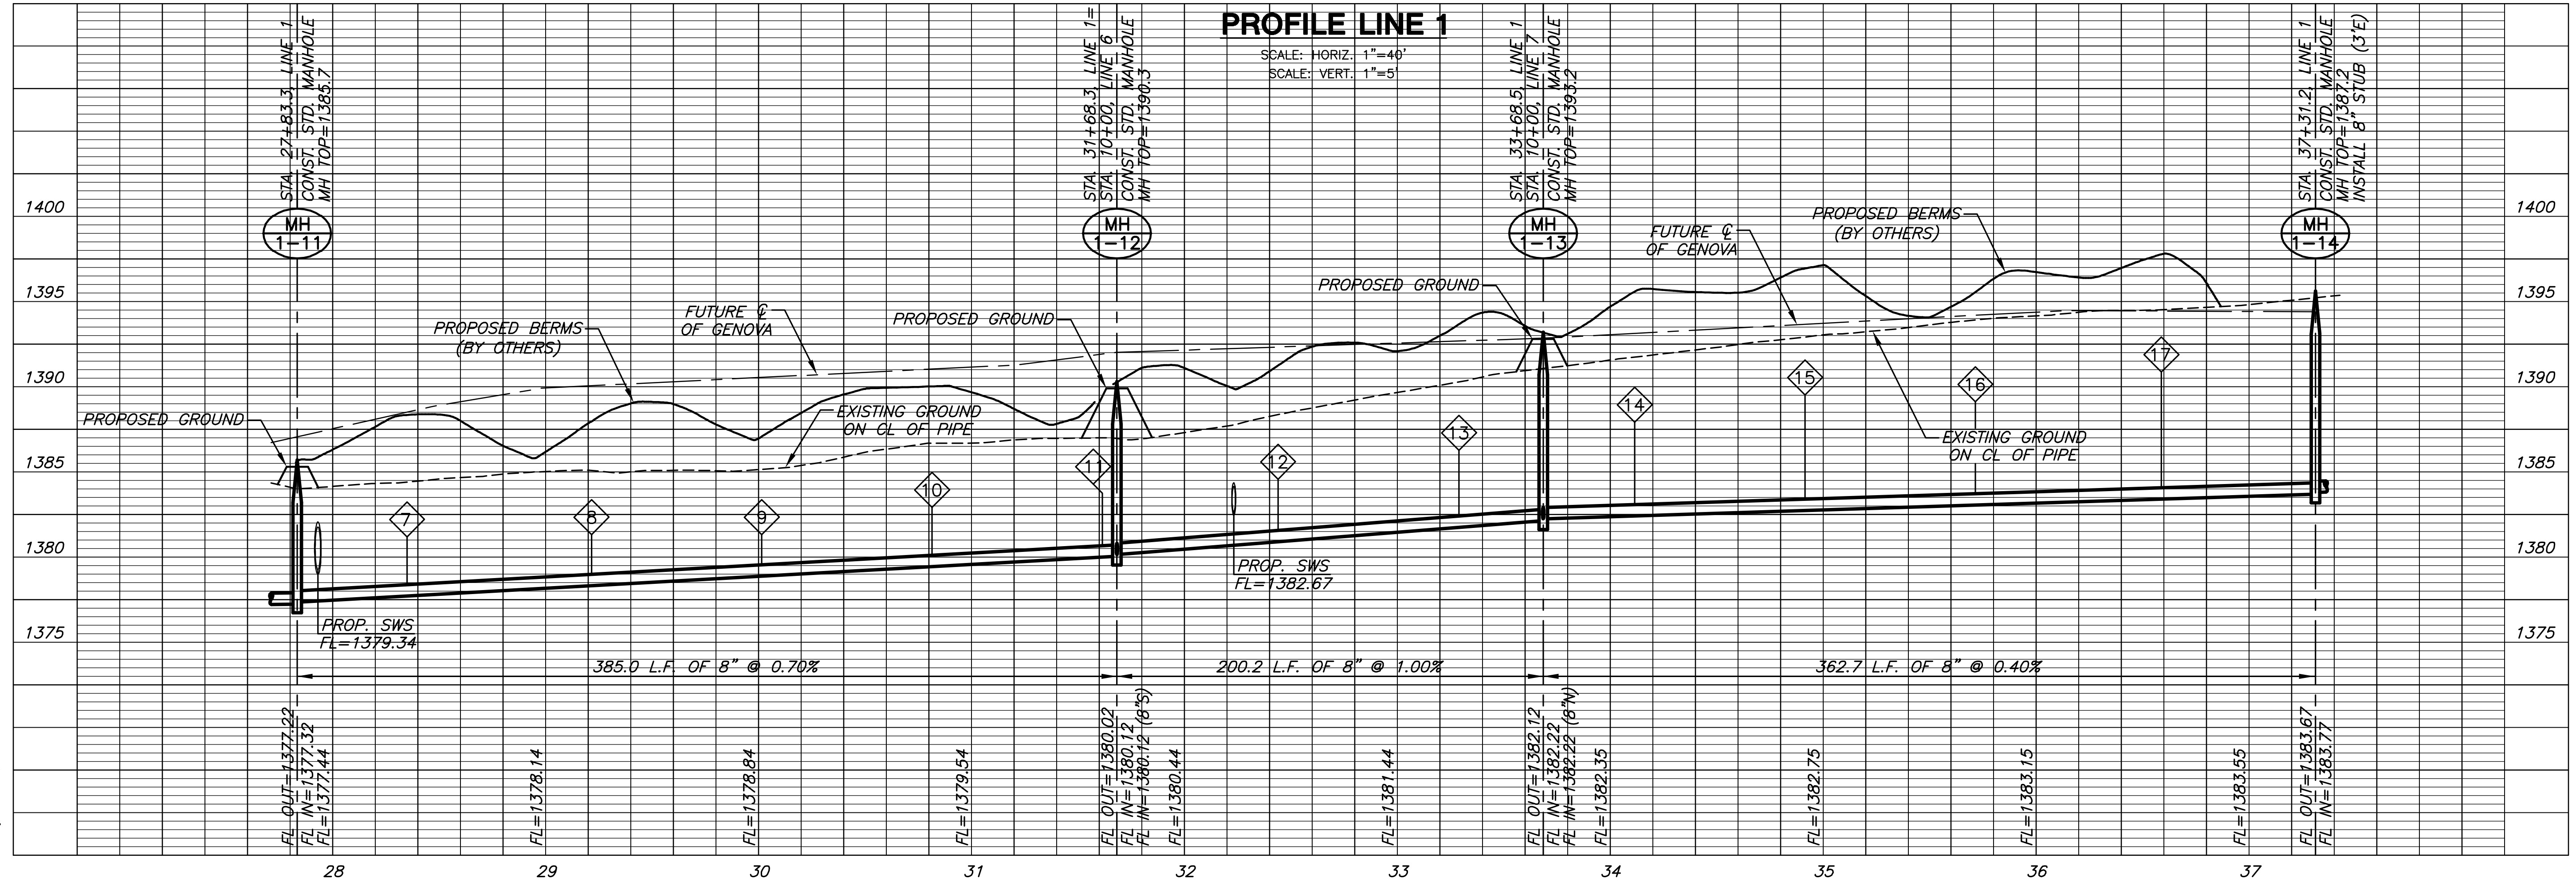 PROFILE LINE 1
SCALE: HORIZ. 1"=40'
SCALE: VERT. 1"=5'
STA. 27+83.3, LINE 1
CONST. STD. MANHOLE
MH TOP=1385.7
STA. 31+68.3, LINE 1=
STA. 10+00, LINE 6
CONST. STD. MANHOLE
MH TOP=1390.3
STA. 33+68.5, LINE 1
STA. 10+00, LINE 7
CONST. STD. MANHOLE
MH TOP=1393.2
STA. 37+31.2, LINE 1
CONST. STD. MANHOLE
MH TOP=1387.2
INSTALL 8" STUB (3'E)
1400
1400
MH
1-11
MH
1-12
MH
1-13
MH
1-14
PROPOSED BERMS
(BY OTHERS)
FUTURE ℄
OF GENOVA
1395
1395
PROPOSED GROUND
FUTURE ℄
OF GENOVA
PROPOSED GROUND
PROPOSED BERMS
(BY OTHERS)
1390
1390
PROPOSED GROUND
EXISTING GROUND
ON CL OF PIPE
EXISTING GROUND
ON CL OF PIPE
1385
1385
7
8
9
10
11
12
13
14
15
16
17
1380
1380
PROP. SWS
FL=1382.67
1375
1375
PROP. SWS
FL=1379.34
385.0 L.F. OF 8" @ 0.70%
200.2 L.F. OF 8" @ 1.00%
362.7 L.F. OF 8" @ 0.40%
FL OUT=1377.22
FL IN=1377.32
FL=1377.44
FL=1378.14
FL=1378.84
FL=1379.54
FL OUT=1380.02
FL IN=1380.12
FL IN=1380.12 (8"S)
FL=1380.44
FL=1381.44
FL OUT=1382.12
FL IN=1382.22
FL IN=1382.22 (8"N)
FL=1382.35
FL=1382.75
FL=1383.15
FL=1383.55
FL OUT=1383.67
FL IN=1383.77
28
29
30
31
32
33
34
35
36
37